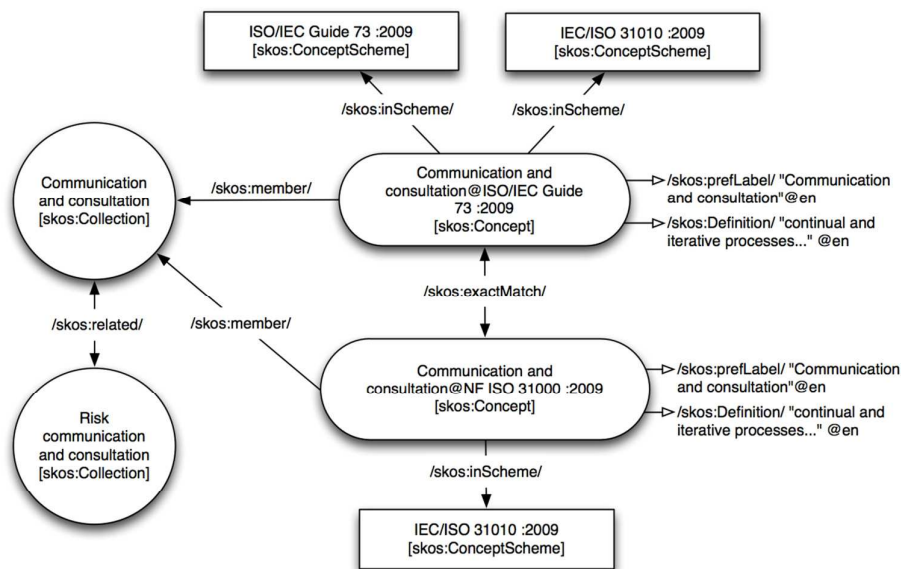 ISO/IEC Guide 73 :2009
[skos:ConceptScheme]
IEC/ISO 31010 :2009
[skos:ConceptScheme]
/skos:inScheme/
/skos:inScheme/
Communication
and consultation
[skos:Collection]
/skos:member/
Communication and
consultation@ISO/IEC Guide
73 :2009
[skos:Concept]
/skos:prefLabel/ "Communication
and consultation"@en
/skos:Definition/ "continual and
iterative processes..." @en
/skos:exactMatch/
/skos:related/
/skos:member/
Risk
communication
and consultation
[skos:Collection]
Communication and
consultation@NF ISO 31000 :2009
[skos:Concept]
/skos:prefLabel/ "Communication
and consultation"@en
/skos:Definition/ "continual and
iterative processes..." @en
/skos:inScheme/
IEC/ISO 31010 :2009
[skos:ConceptScheme]